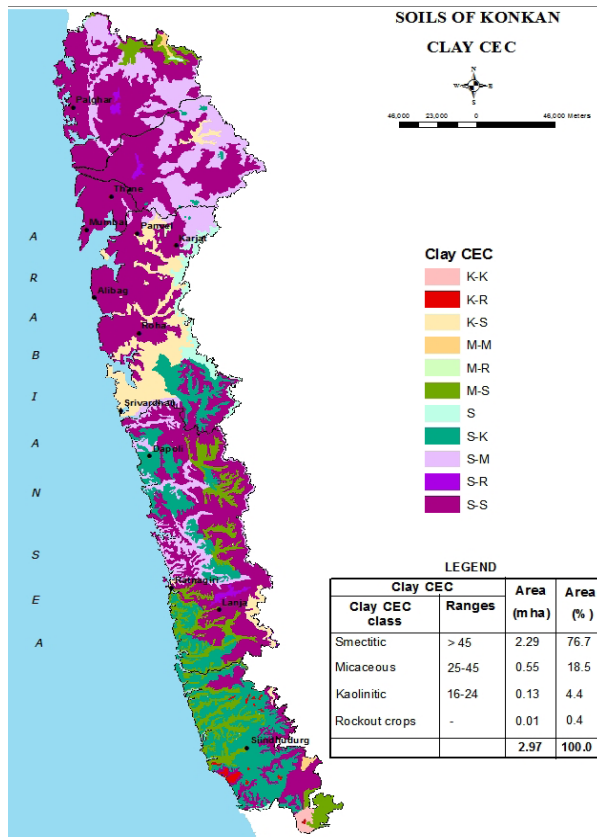 SOILS OF KONKAN
CLAY CEC
N
W E
S
46,000 23,000 0 46,000 Meters
Palghar
Thane
Mumbai
Panvel
Karjat
Alibag
Roha
Srivardhan
Dapoli
Ratnagiri
Lanja
Sindhudurg
A R A B I A N S E A
Clay CEC
K-K
K-R
K-S
M-M
M-R
M-S
S
S-K
S-M
S-R
S-S
LEGEND
Clay CEC Area (m ha) Area (%)
Clay CEC class Ranges
Smectitic > 45 2.29 76.7
Micaceous 25-45 0.55 18.5
Kaolinitic 16-24 0.13 4.4
Rockout crops - 0.01 0.4
2.97 100.0